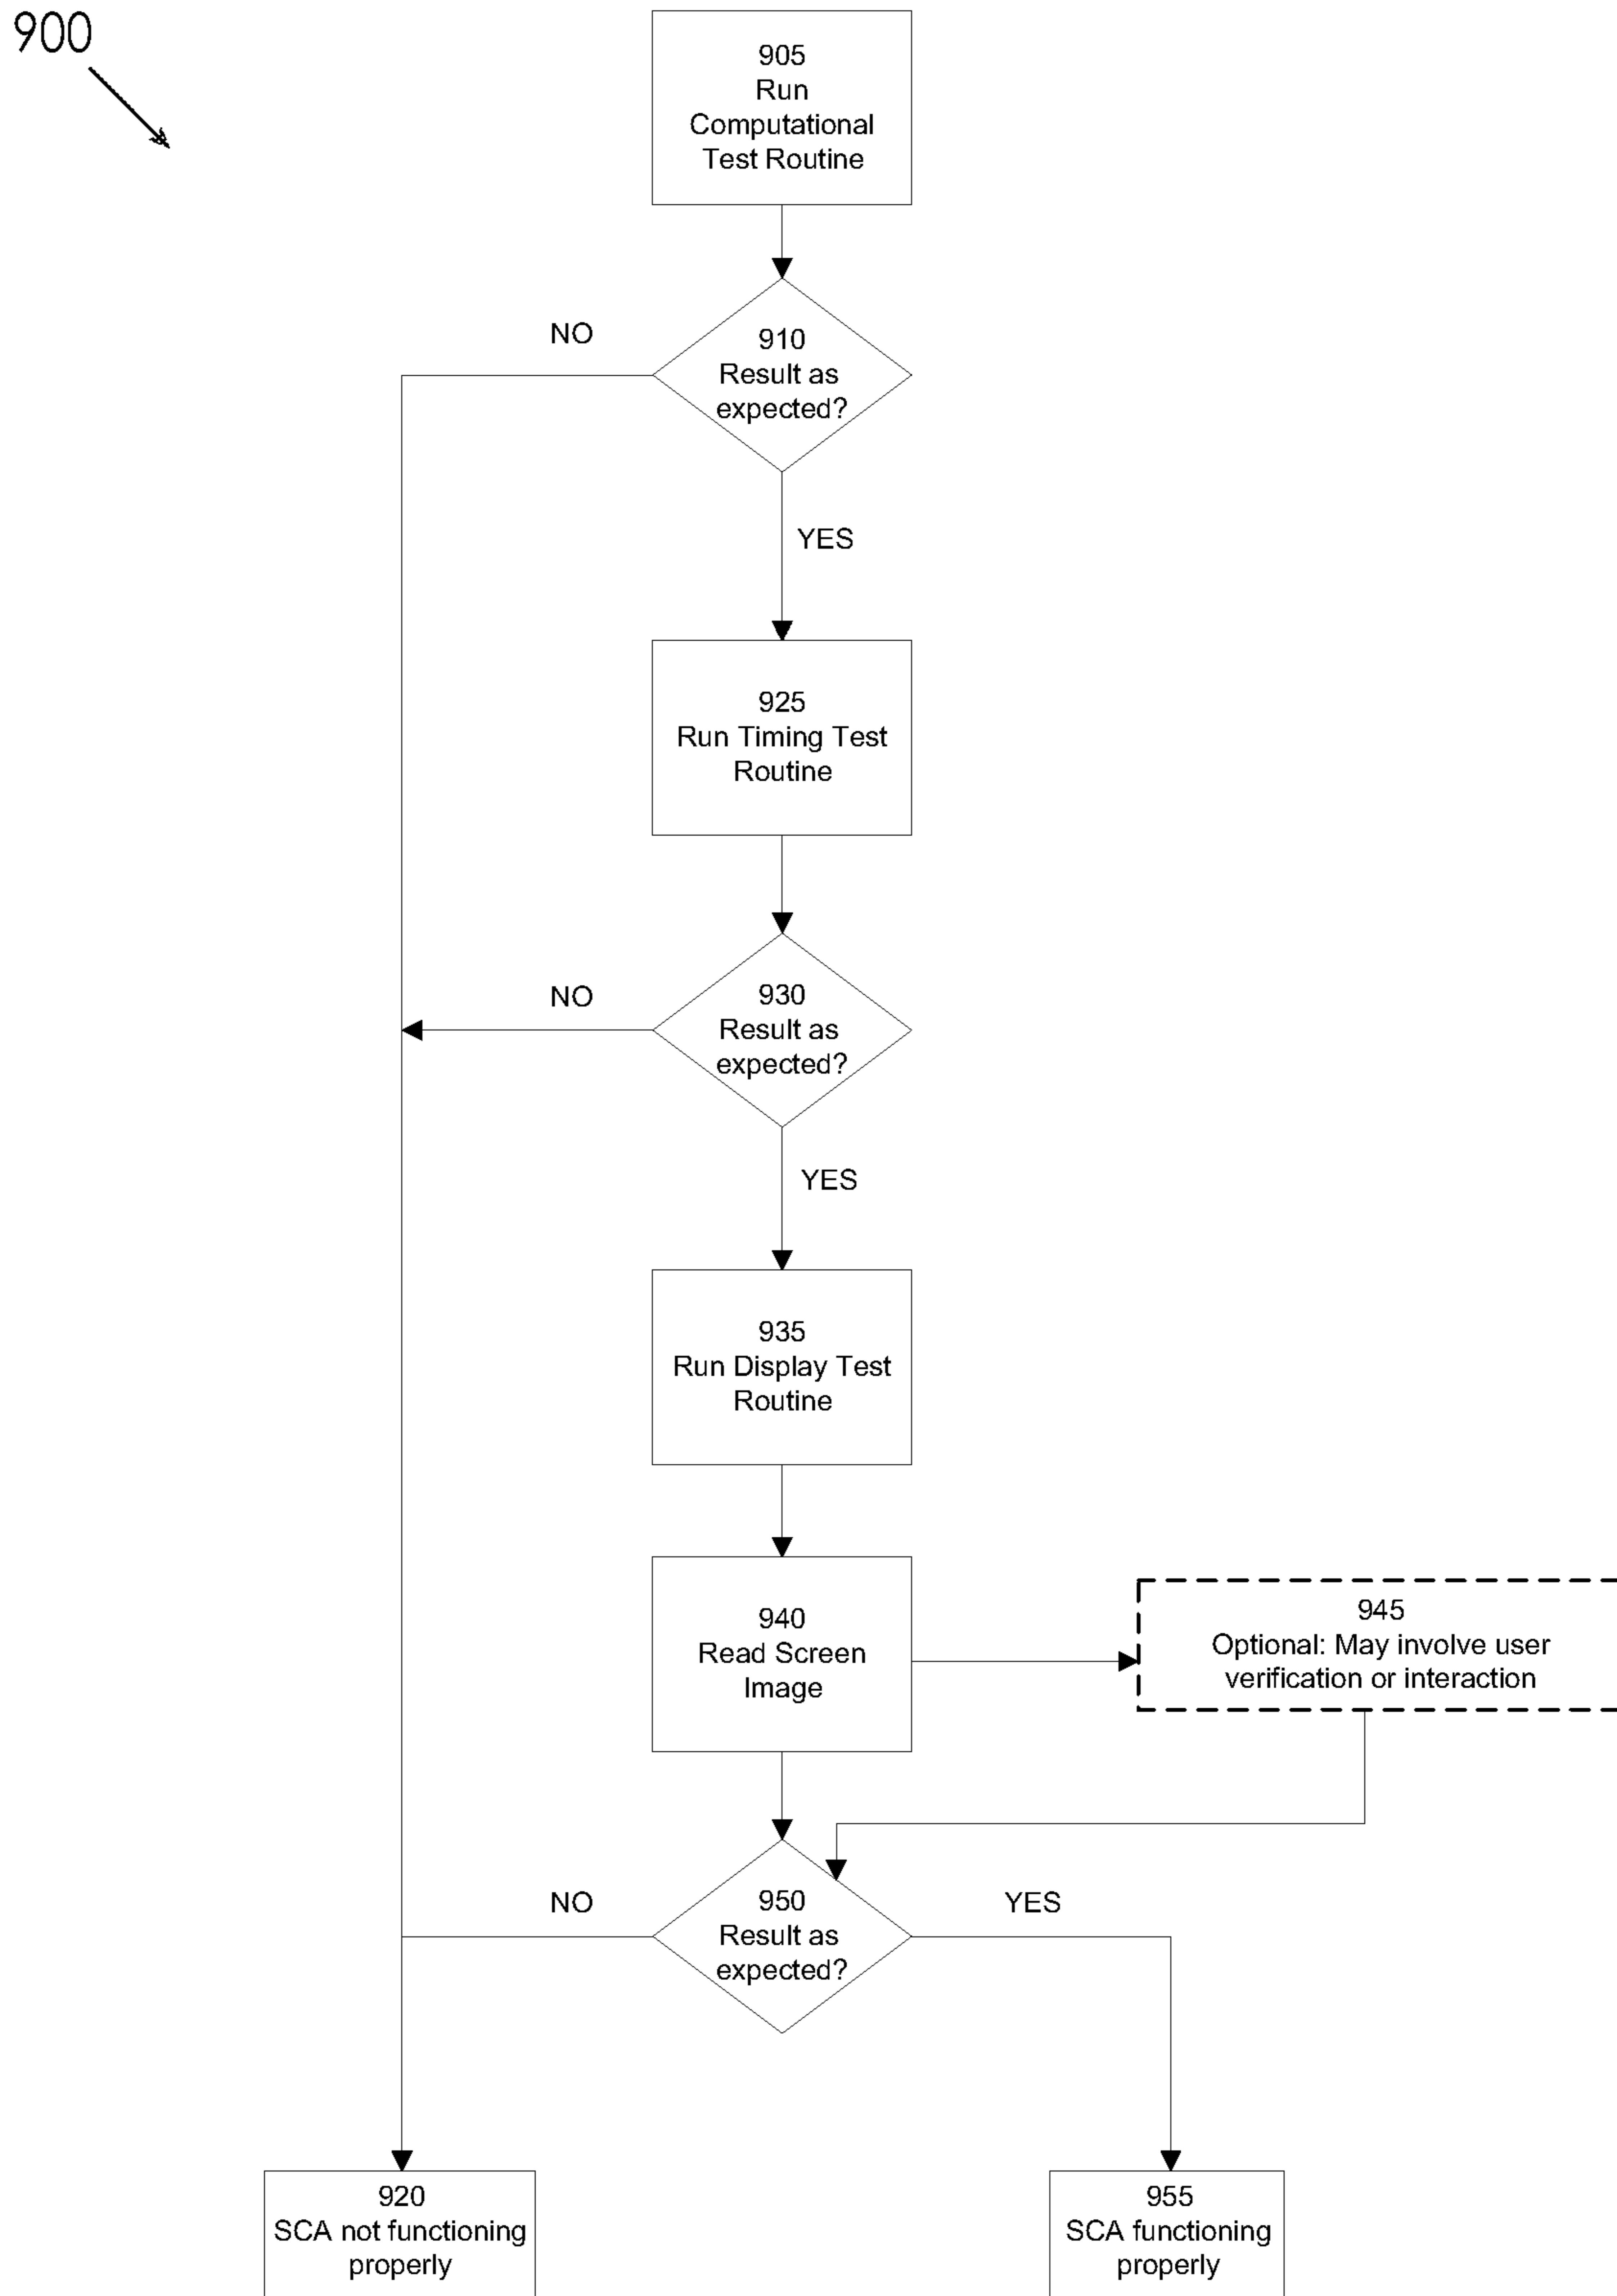 900
905
Run
Computational
Test Routine
NO
910
Result as
expected?
YES
925
Run Timing Test
Routine
NO
930
Result as
expected?
YES
935
Run Display Test
Routine
940
Read Screen
Image
945
Optional: May involve user
verification or interaction
NO
950
Result as
expected?
YES
920
SCA not functioning
properly
955
SCA functioning
properly